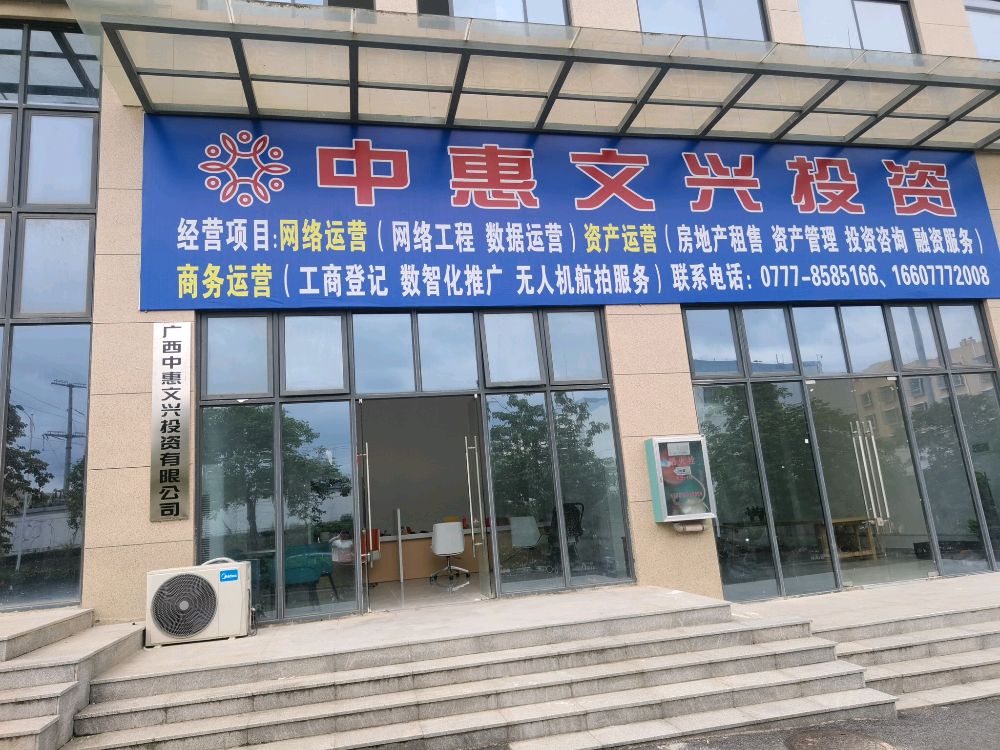 中惠文兴投资
经营项目:网络运营（网络工程 数据运营）资产运营（房地产租售 资产管理 投资咨询 融资服务）
商务运营（工商登记 数智化推广 无人机航拍服务）联系电话：0777-8585166、16607772008
广西中惠文兴投资有限公司
Midea